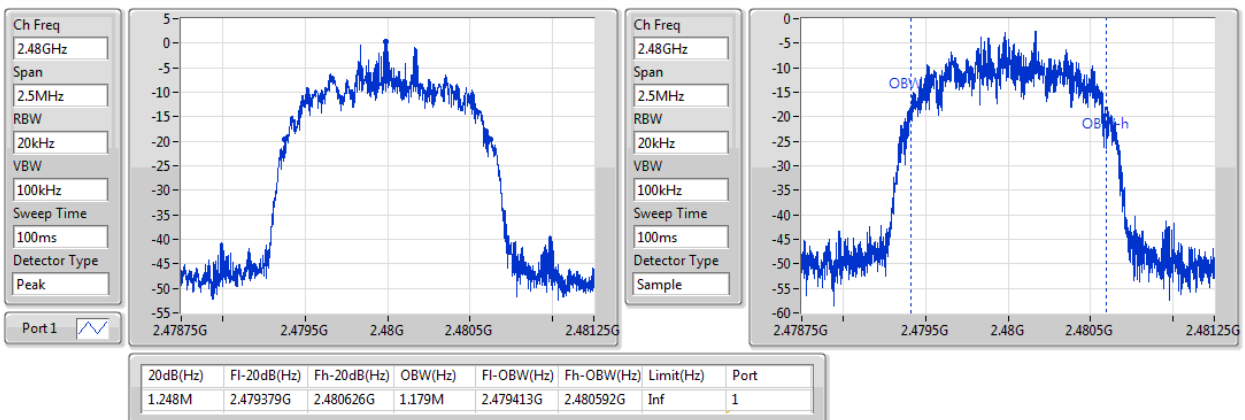 Ch Freq
2.48GHz
Span
2.5MHz
RBW
20kHz
VBW
100kHz
Sweep Time
100ms
Detector Type
Peak
Port 1
5
0
-5
-10
-15
-20
-25
-30
-35
-40
-45
-50
-55
2.47875G 2.4795G 2.48G 2.4805G 2.48125G
Ch Freq
2.48GHz
Span
2.5MHz
RBW
20kHz
VBW
100kHz
Sweep Time
100ms
Detector Type
Sample
0
-5
-10
-15
-20
-25
-30
-35
-40
-45
-50
-55
-60
2.47875G 2.4795G 2.48G 2.4805G 2.48125G
20dB(Hz) Fl-20dB(Hz) Fh-20dB(Hz) OBW(Hz) Fl-OBW(Hz) Fh-OBW(Hz) Limit(Hz) Port
1.248M 2.479379G 2.480626G 1.179M 2.479413G 2.480592G Inf 1